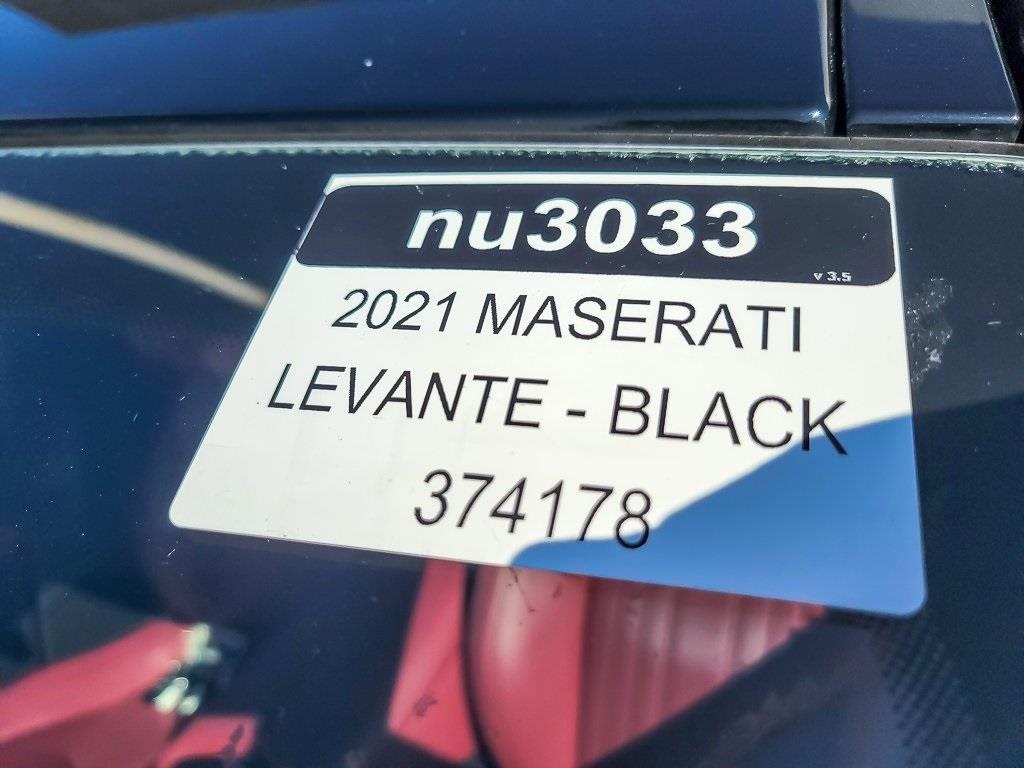 nu3033
v 3.5
2021 MASERATI
LEVANTE - BLACK
374178